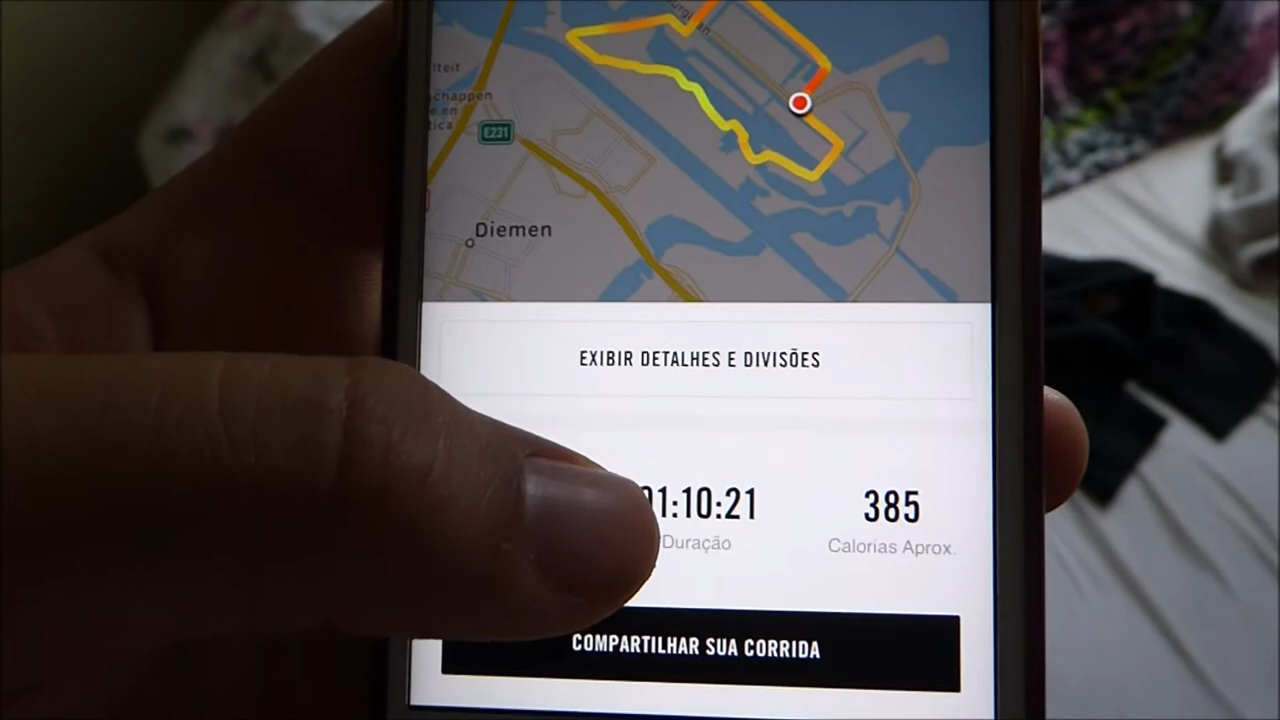 E231
Diemen
EXIBIR DETALHES E DIVISÕES
01:10:21
385
Duração
Calorias Aprox.
COMPARTILHAR SUA CORRIDA